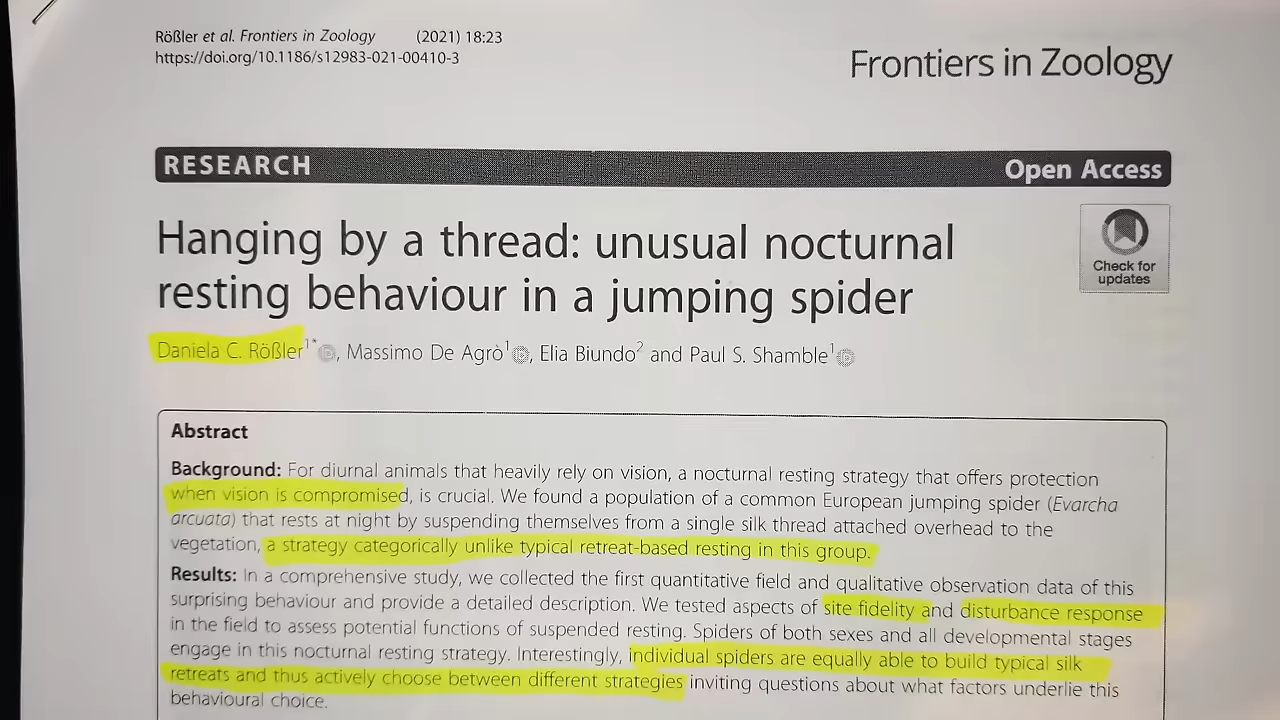 Rößler et al. Frontiers in Zoology (2021) 18:23
https://doi.org/10.1186/s12983-021-00410-3
Frontiers in Zoology
RESEARCH
Open Access
Hanging by a thread: unusual nocturnal
resting behaviour in a jumping spider
Check for
updates
Daniela C. Rößler1*, Massimo De Agrò1, Elia Biundo2 and Paul S. Shamble1
Abstract
Background: For diurnal animals that heavily rely on vision, a nocturnal resting strategy that offers protection
when vision is compromised, is crucial. We found a population of a common European jumping spider (Evarcha
arcuata) that rests at night by suspending themselves from a single silk thread attached overhead to the
vegetation, a strategy categorically unlike typical retreat-based resting in this group.
Results: In a comprehensive study, we collected the first quantitative field and qualitative observation data of this
surprising behaviour and provide a detailed description. We tested aspects of site fidelity and disturbance response
in the field to assess potential functions of suspended resting. Spiders of both sexes and all developmental stages
engage in this nocturnal resting strategy. Interestingly, individual spiders are equally able to build typical silk
retreats and thus actively choose between different strategies inviting questions about what factors underlie this
behavioural choice.